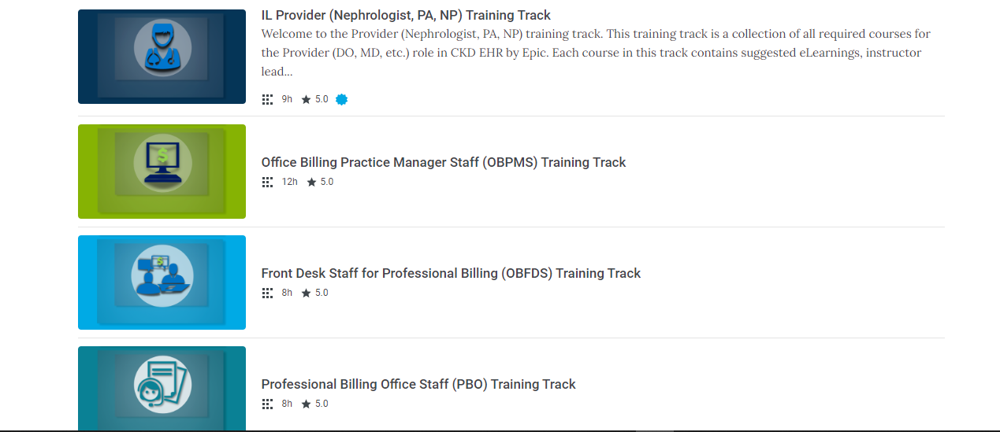 IL Provider (Nephrologist, PA, NP) Training Track
Welcome to the Provider (Nephrologist, PA, NP) training track. This training track is a collection of all required courses for
the Provider (DO, MD, etc.) role in CKD EHR by Epic. Each course in this track contains suggested eLearnings, instructor
lead...
9h 5.0
$
Office Billing Practice Manager Staff (OBPMS) Training Track
12h 5.0
$
Front Desk Staff for Professional Billing (OBFDS) Training Track
8h 5.0
Professional Billing Office Staff (PBO) Training Track
8h 5.0